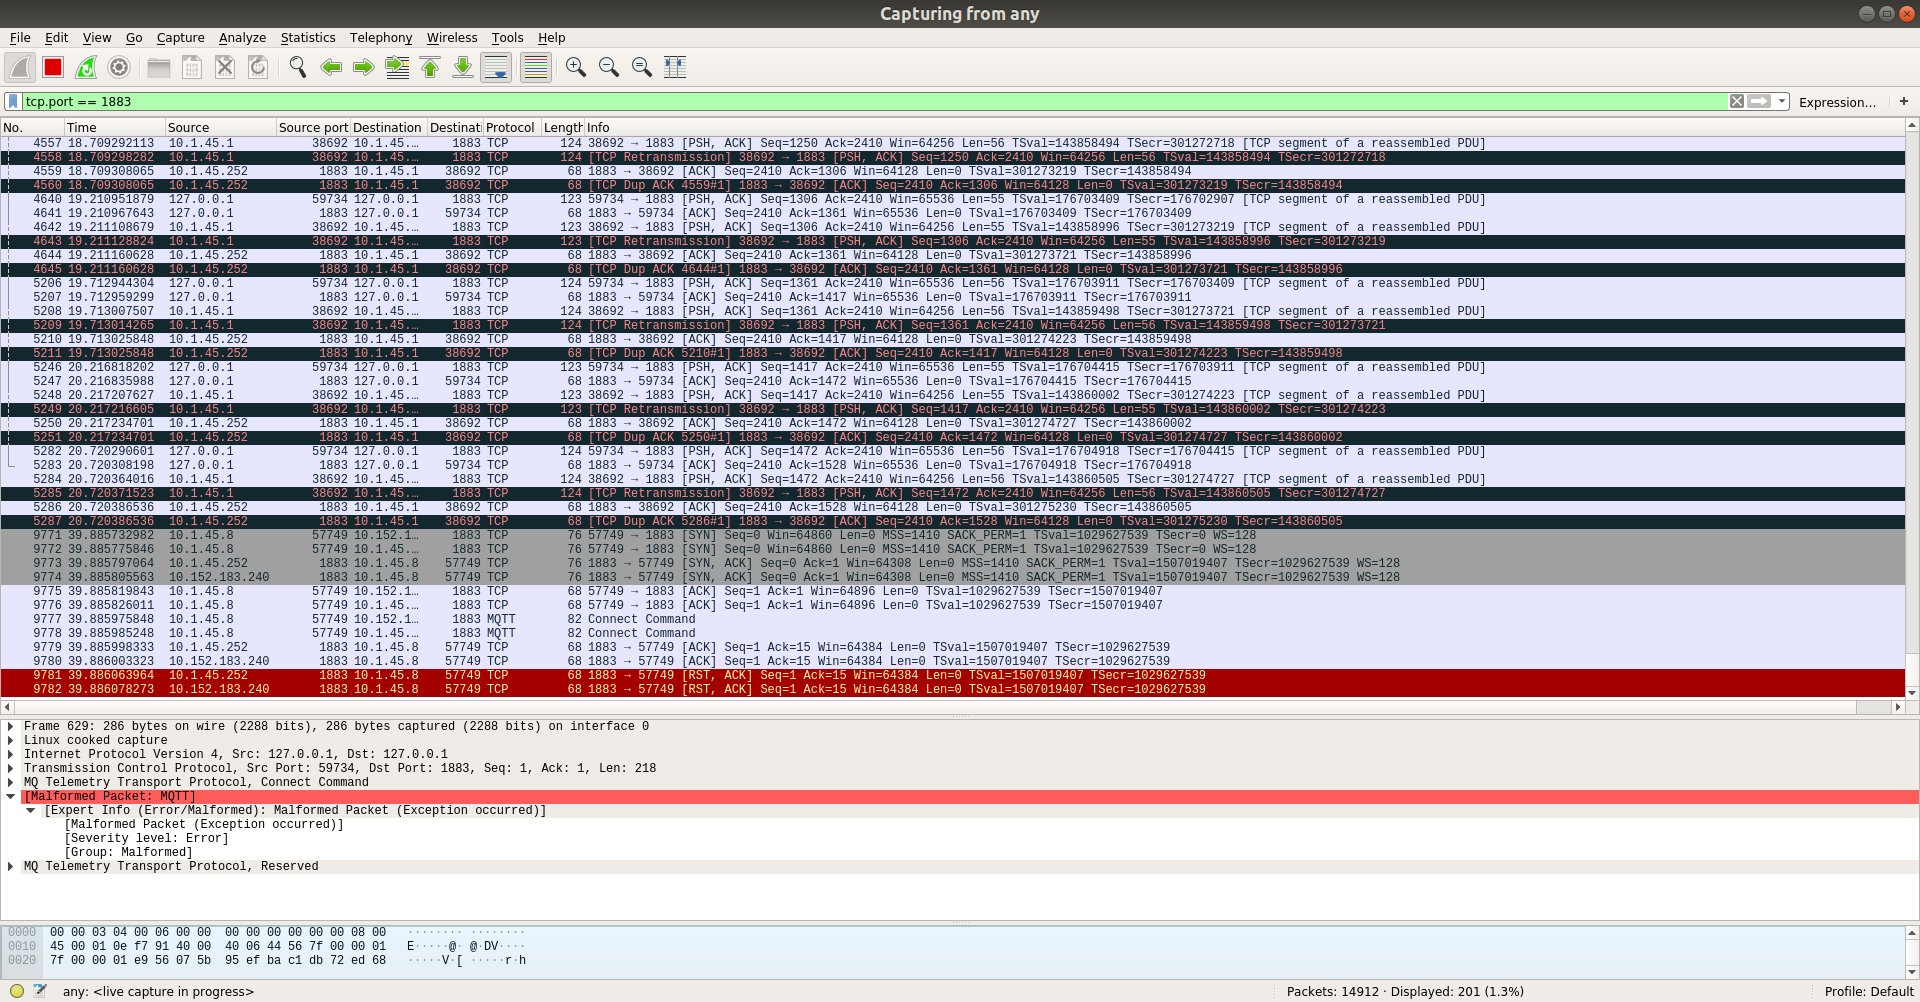 Capturing from any
File Edit View Go Capture Analyze Statistics Telephony Wireless Tools Help
tcp.port == 1883 Expression… +
No. Time Source Source port Destination Destinati Protocol Length Info
4557 18.709292113 10.1.45.1 38692 10.1.45.… 1883 TCP 124 38692 → 1883 [PSH, ACK] Seq=1250 Ack=2410 Win=64256 Len=56 TSval=143858494 TSecr=301272718 [TCP segment of a reassembled PDU]
4558 18.709298282 10.1.45.1 38692 10.1.45.… 1883 TCP 124 [TCP Retransmission] 38692 → 1883 [PSH, ACK] Seq=1250 Ack=2410 Win=64256 Len=56 TSval=143858494 TSecr=301272718
4559 18.709308065 10.1.45.252 1883 10.1.45.1 38692 TCP 68 1883 → 38692 [ACK] Seq=2410 Ack=1306 Win=64128 Len=0 TSval=301273219 TSecr=143858494
4560 18.709308065 10.1.45.252 1883 10.1.45.1 38692 TCP 68 [TCP Dup ACK 4559#1] 1883 → 38692 [ACK] Seq=2410 Ack=1306 Win=64128 Len=0 TSval=301273219 TSecr=143858494
4640 19.210951879 127.0.0.1 59734 127.0.0.1 1883 TCP 123 59734 → 1883 [PSH, ACK] Seq=1306 Ack=2410 Win=65536 Len=55 TSval=176703409 TSecr=176702907 [TCP segment of a reassembled PDU]
4641 19.210967643 127.0.0.1 1883 127.0.0.1 59734 TCP 68 1883 → 59734 [ACK] Seq=2410 Ack=1361 Win=65536 Len=0 TSval=176703409 TSecr=176703409
4642 19.211108679 10.1.45.1 38692 10.1.45.… 1883 TCP 123 38692 → 1883 [PSH, ACK] Seq=1306 Ack=2410 Win=64256 Len=55 TSval=143858996 TSecr=301273219 [TCP segment of a reassembled PDU]
4643 19.211128824 10.1.45.1 38692 10.1.45.… 1883 TCP 123 [TCP Retransmission] 38692 → 1883 [PSH, ACK] Seq=1306 Ack=2410 Win=64256 Len=55 TSval=143858996 TSecr=301273219
4644 19.211160628 10.1.45.252 1883 10.1.45.1 38692 TCP 68 1883 → 38692 [ACK] Seq=2410 Ack=1361 Win=64128 Len=0 TSval=301273721 TSecr=143858996
4645 19.211160628 10.1.45.252 1883 10.1.45.1 38692 TCP 68 [TCP Dup ACK 4644#1] 1883 → 38692 [ACK] Seq=2410 Ack=1361 Win=64128 Len=0 TSval=301273721 TSecr=143858996
5206 19.712944304 127.0.0.1 59734 127.0.0.1 1883 TCP 124 59734 → 1883 [PSH, ACK] Seq=1361 Ack=2410 Win=65536 Len=56 TSval=176703911 TSecr=176703409 [TCP segment of a reassembled PDU]
5207 19.712959299 127.0.0.1 1883 127.0.0.1 59734 TCP 68 1883 → 59734 [ACK] Seq=2410 Ack=1417 Win=65536 Len=0 TSval=176703911 TSecr=176703911
5208 19.713007507 10.1.45.1 38692 10.1.45.… 1883 TCP 124 38692 → 1883 [PSH, ACK] Seq=1361 Ack=2410 Win=64256 Len=56 TSval=143859498 TSecr=301273721 [TCP segment of a reassembled PDU]
5209 19.713014265 10.1.45.1 38692 10.1.45.… 1883 TCP 124 [TCP Retransmission] 38692 → 1883 [PSH, ACK] Seq=1361 Ack=2410 Win=64256 Len=56 TSval=143859498 TSecr=301273721
5210 19.713025848 10.1.45.252 1883 10.1.45.1 38692 TCP 68 1883 → 38692 [ACK] Seq=2410 Ack=1417 Win=64128 Len=0 TSval=301274223 TSecr=143859498
5211 19.713025848 10.1.45.252 1883 10.1.45.1 38692 TCP 68 [TCP Dup ACK 5210#1] 1883 → 38692 [ACK] Seq=2410 Ack=1417 Win=64128 Len=0 TSval=301274223 TSecr=143859498
5246 20.216818202 127.0.0.1 59734 127.0.0.1 1883 TCP 123 59734 → 1883 [PSH, ACK] Seq=1417 Ack=2410 Win=65536 Len=55 TSval=176704415 TSecr=176703911 [TCP segment of a reassembled PDU]
5247 20.216835988 127.0.0.1 1883 127.0.0.1 59734 TCP 68 1883 → 59734 [ACK] Seq=2410 Ack=1472 Win=65536 Len=0 TSval=176704415 TSecr=176704415
5248 20.217207627 10.1.45.1 38692 10.1.45.… 1883 TCP 123 38692 → 1883 [PSH, ACK] Seq=1417 Ack=2410 Win=64256 Len=55 TSval=143860002 TSecr=301274223 [TCP segment of a reassembled PDU]
5249 20.217216605 10.1.45.1 38692 10.1.45.… 1883 TCP 123 [TCP Retransmission] 38692 → 1883 [PSH, ACK] Seq=1417 Ack=2410 Win=64256 Len=55 TSval=143860002 TSecr=301274223
5250 20.217234701 10.1.45.252 1883 10.1.45.1 38692 TCP 68 1883 → 38692 [ACK] Seq=2410 Ack=1472 Win=64128 Len=0 TSval=301274727 TSecr=143860002
5251 20.217234701 10.1.45.252 1883 10.1.45.1 38692 TCP 68 [TCP Dup ACK 5250#1] 1883 → 38692 [ACK] Seq=2410 Ack=1472 Win=64128 Len=0 TSval=301274727 TSecr=143860002
5282 20.720290601 127.0.0.1 59734 127.0.0.1 1883 TCP 124 59734 → 1883 [PSH, ACK] Seq=1472 Ack=2410 Win=65536 Len=56 TSval=176704918 TSecr=176704415 [TCP segment of a reassembled PDU]
5283 20.720308198 127.0.0.1 1883 127.0.0.1 59734 TCP 68 1883 → 59734 [ACK] Seq=2410 Ack=1528 Win=65536 Len=0 TSval=176704918 TSecr=176704918
5284 20.720364016 10.1.45.1 38692 10.1.45.… 1883 TCP 124 38692 → 1883 [PSH, ACK] Seq=1472 Ack=2410 Win=64256 Len=56 TSval=143860505 TSecr=301274727 [TCP segment of a reassembled PDU]
5285 20.720371523 10.1.45.1 38692 10.1.45.… 1883 TCP 124 [TCP Retransmission] 38692 → 1883 [PSH, ACK] Seq=1472 Ack=2410 Win=64256 Len=56 TSval=143860505 TSecr=301274727
5286 20.720386536 10.1.45.252 1883 10.1.45.1 38692 TCP 68 1883 → 38692 [ACK] Seq=2410 Ack=1528 Win=64128 Len=0 TSval=301275230 TSecr=143860505
5287 20.720386536 10.1.45.252 1883 10.1.45.1 38692 TCP 68 [TCP Dup ACK 5286#1] 1883 → 38692 [ACK] Seq=2410 Ack=1528 Win=64128 Len=0 TSval=301275230 TSecr=143860505
9771 39.885732982 10.1.45.8 57749 10.152.1… 1883 TCP 76 57749 → 1883 [SYN] Seq=0 Win=64860 Len=0 MSS=1410 SACK_PERM=1 TSval=1029627539 TSecr=0 WS=128
9772 39.885775846 10.1.45.8 57749 10.1.45.… 1883 TCP 76 57749 → 1883 [SYN] Seq=0 Win=64860 Len=0 MSS=1410 SACK_PERM=1 TSval=1029627539 TSecr=0 WS=128
9773 39.885797064 10.1.45.252 1883 10.1.45.8 57749 TCP 76 1883 → 57749 [SYN, ACK] Seq=0 Ack=1 Win=64308 Len=0 MSS=1410 SACK_PERM=1 TSval=1507019407 TSecr=1029627539 WS=128
9774 39.885805563 10.152.183.240 1883 10.1.45.8 57749 TCP 76 1883 → 57749 [SYN, ACK] Seq=0 Ack=1 Win=64308 Len=0 MSS=1410 SACK_PERM=1 TSval=1507019407 TSecr=1029627539 WS=128
9775 39.885819843 10.1.45.8 57749 10.152.1… 1883 TCP 68 57749 → 1883 [ACK] Seq=1 Ack=1 Win=64896 Len=0 TSval=1029627539 TSecr=1507019407
9776 39.885826011 10.1.45.8 57749 10.1.45.… 1883 TCP 68 57749 → 1883 [ACK] Seq=1 Ack=1 Win=64896 Len=0 TSval=1029627539 TSecr=1507019407
9777 39.885975848 10.1.45.8 57749 10.152.1… 1883 MQTT 82 Connect Command
9778 39.885985248 10.1.45.8 57749 10.1.45.… 1883 MQTT 82 Connect Command
9779 39.885998333 10.1.45.252 1883 10.1.45.8 57749 TCP 68 1883 → 57749 [ACK] Seq=1 Ack=15 Win=64384 Len=0 TSval=1507019407 TSecr=1029627539
9780 39.886003323 10.152.183.240 1883 10.1.45.8 57749 TCP 68 1883 → 57749 [ACK] Seq=1 Ack=15 Win=64384 Len=0 TSval=1507019407 TSecr=1029627539
9781 39.886063964 10.1.45.252 1883 10.1.45.8 57749 TCP 68 1883 → 57749 [RST, ACK] Seq=1 Ack=15 Win=64384 Len=0 TSval=1507019407 TSecr=1029627539
9782 39.886078273 10.152.183.240 1883 10.1.45.8 57749 TCP 68 1883 → 57749 [RST, ACK] Seq=1 Ack=15 Win=64384 Len=0 TSval=1507019407 TSecr=1029627539
Frame 629: 286 bytes on wire (2288 bits), 286 bytes captured (2288 bits) on interface 0
Linux cooked capture
Internet Protocol Version 4, Src: 127.0.0.1, Dst: 127.0.0.1
Transmission Control Protocol, Src Port: 59734, Dst Port: 1883, Seq: 1, Ack: 1, Len: 218
MQ Telemetry Transport Protocol, Connect Command
[Malformed Packet: MQTT]
[Expert Info (Error/Malformed): Malformed Packet (Exception occurred)]
[Malformed Packet (Exception occurred)]
[Severity level: Error]
[Group: Malformed]
MQ Telemetry Transport Protocol, Reserved
0000 00 00 03 04 00 06 00 00 00 00 00 00 00 00 08 00 ········ ········
0010 45 00 01 0e f7 91 40 00 40 06 44 56 7f 00 00 01 E·····@· @·DV····
0020 7f 00 00 01 e9 56 07 5b 95 ef ba c1 db 72 ed 68 ·····V·[ ·····r·h
any: <live capture in progress> Packets: 14912 · Displayed: 201 (1.3%) Profile: Default